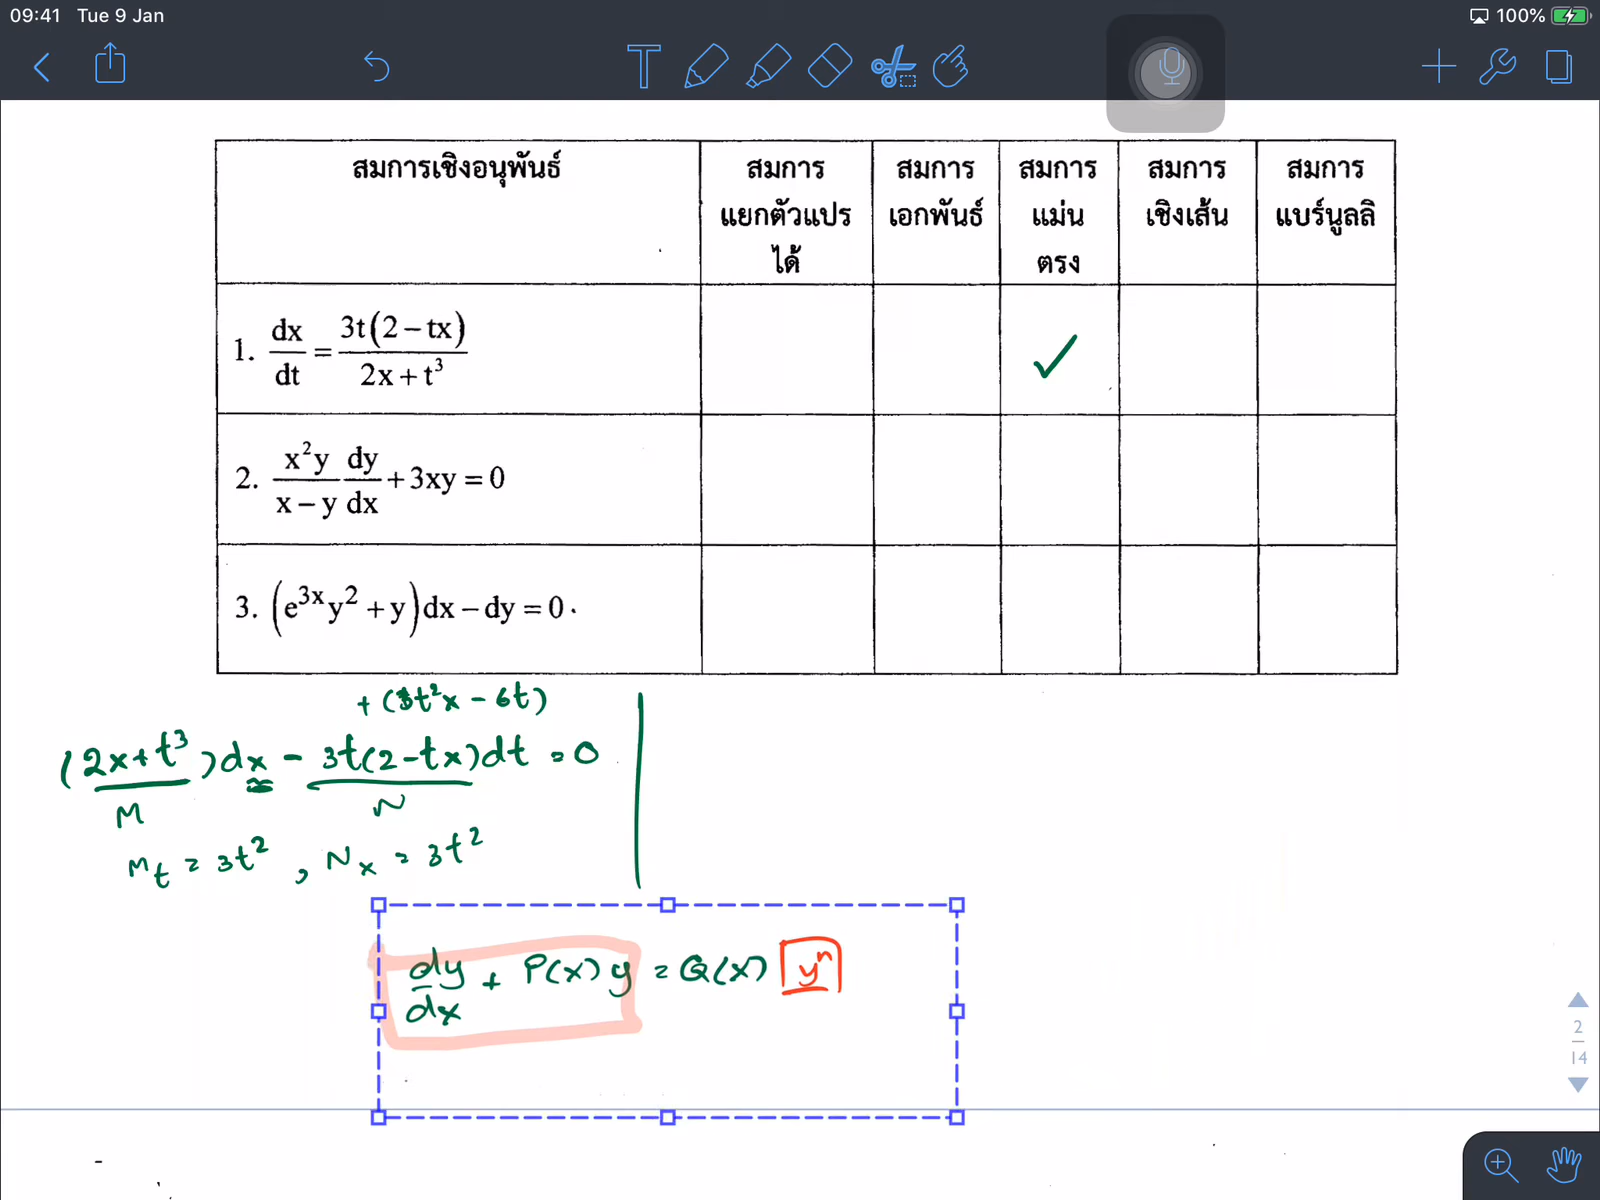 09:41 Tue 9 Jan 100%
สมการเชิงอนุพันธ์ สมการแยกตัวแปรได้ สมการเอกพันธ์ สมการแม่นตรง สมการเชิงเส้น สมการแบร์นูลลิ
1. dx/dt = 3t(2-tx)/(2x+t³) ✓
2. x²y/(x-y) dy/dx + 3xy = 0
3. (e^{3x}y² + y)dx - dy = 0.
+ (3t²x - 6t)
(2x+t³)dx - 3t(2-tx)dt = 0
M N
M_t = 3t² , N_x = 3t²
dy/dx + P(x)y = Q(x) yⁿ
2
14